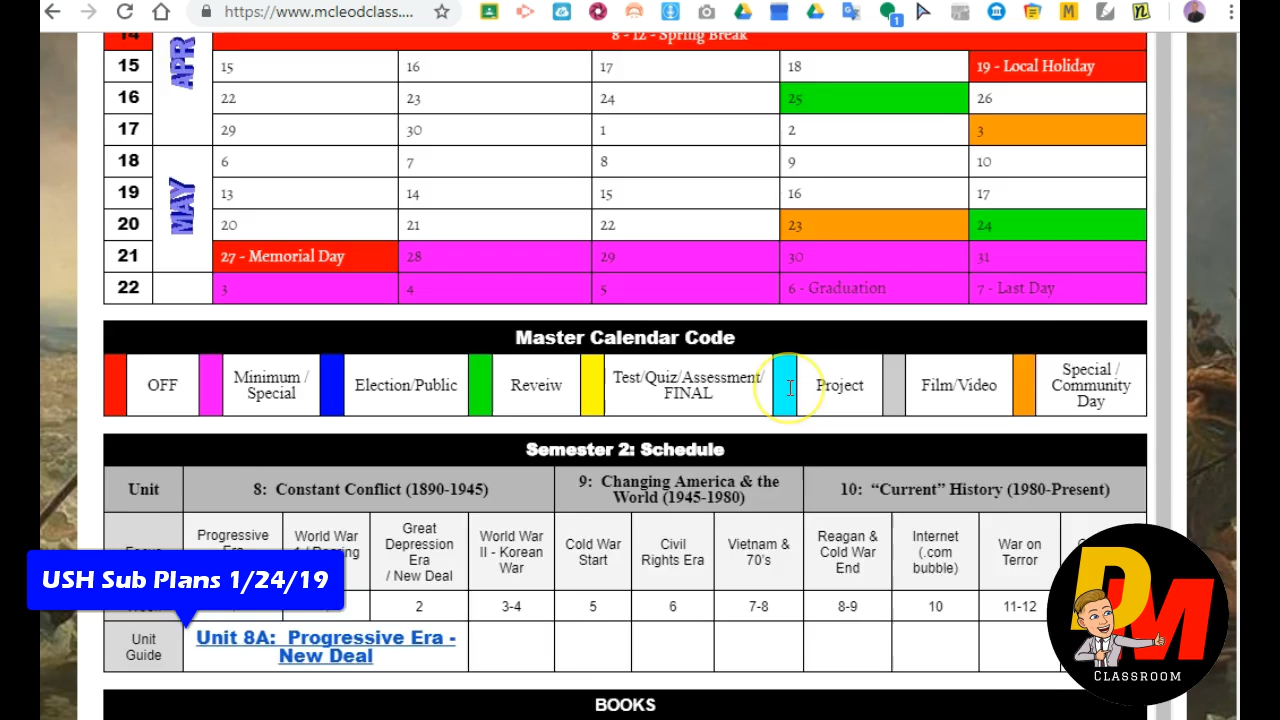 https://www.mcleodclass....
14 8 - 12 - Spring Break
APR
15 15 16 17 18 19 - Local Holiday
16 22 23 24 25 26
17 29 30 1 2 3
MAY
18 6 7 8 9 10
19 13 14 15 16 17
20 20 21 22 23 24
21 27 - Memorial Day 28 29 30 31
22 3 4 5 6 - Graduation 7 - Last Day
Master Calendar Code
OFF
Minimum /
Special
Election/Public
Reveiw
Test/Quiz/Assessment/
FINAL
Project
Film/Video
Special /
Community
Day
Semester 2: Schedule
Unit
8: Constant Conflict (1890-1945)
9: Changing America & the
World (1945-1980)
10: “Current” History (1980-Present)
Progressive
World War
Great
Depression
Era
/ New Deal
World War
II - Korean
War
Cold War
Start
Civil
Rights Era
Vietnam &
70's
Reagan &
Cold War
End
Internet
(.com
bubble)
War on
Terror
2 3-4 5 6 7-8 8-9 10 11-12
USH Sub Plans 1/24/19
Unit
Guide
Unit 8A: Progressive Era -
New Deal
BOOKS
DM
CLASSROOM